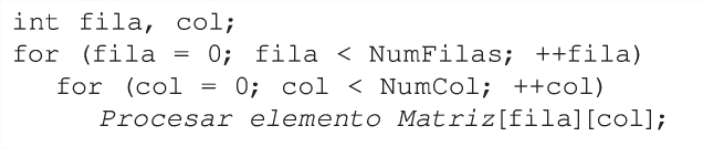 int fila, col;
for (fila = 0; fila < NumFilas; ++fila)
for (col = 0; col < NumCol; ++col)
Procesar elemento Matriz[fila][col];